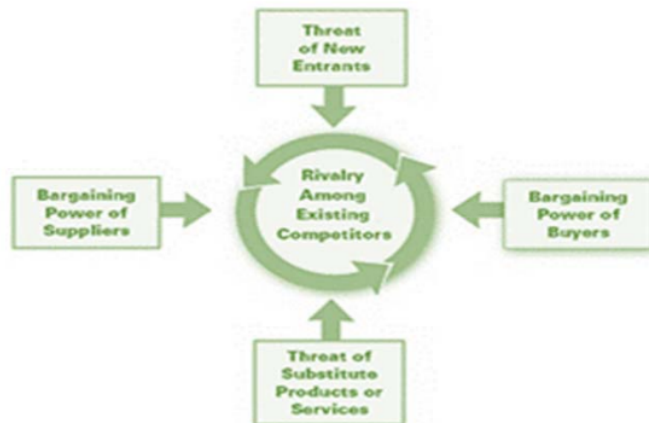 Threat
of New
Entrants
Bargaining
Power of
Suppliers
Rivalry
Among
Existing
Competitors
Bargaining
Power of
Buyers
Threat of
Substitute
Products or
Services